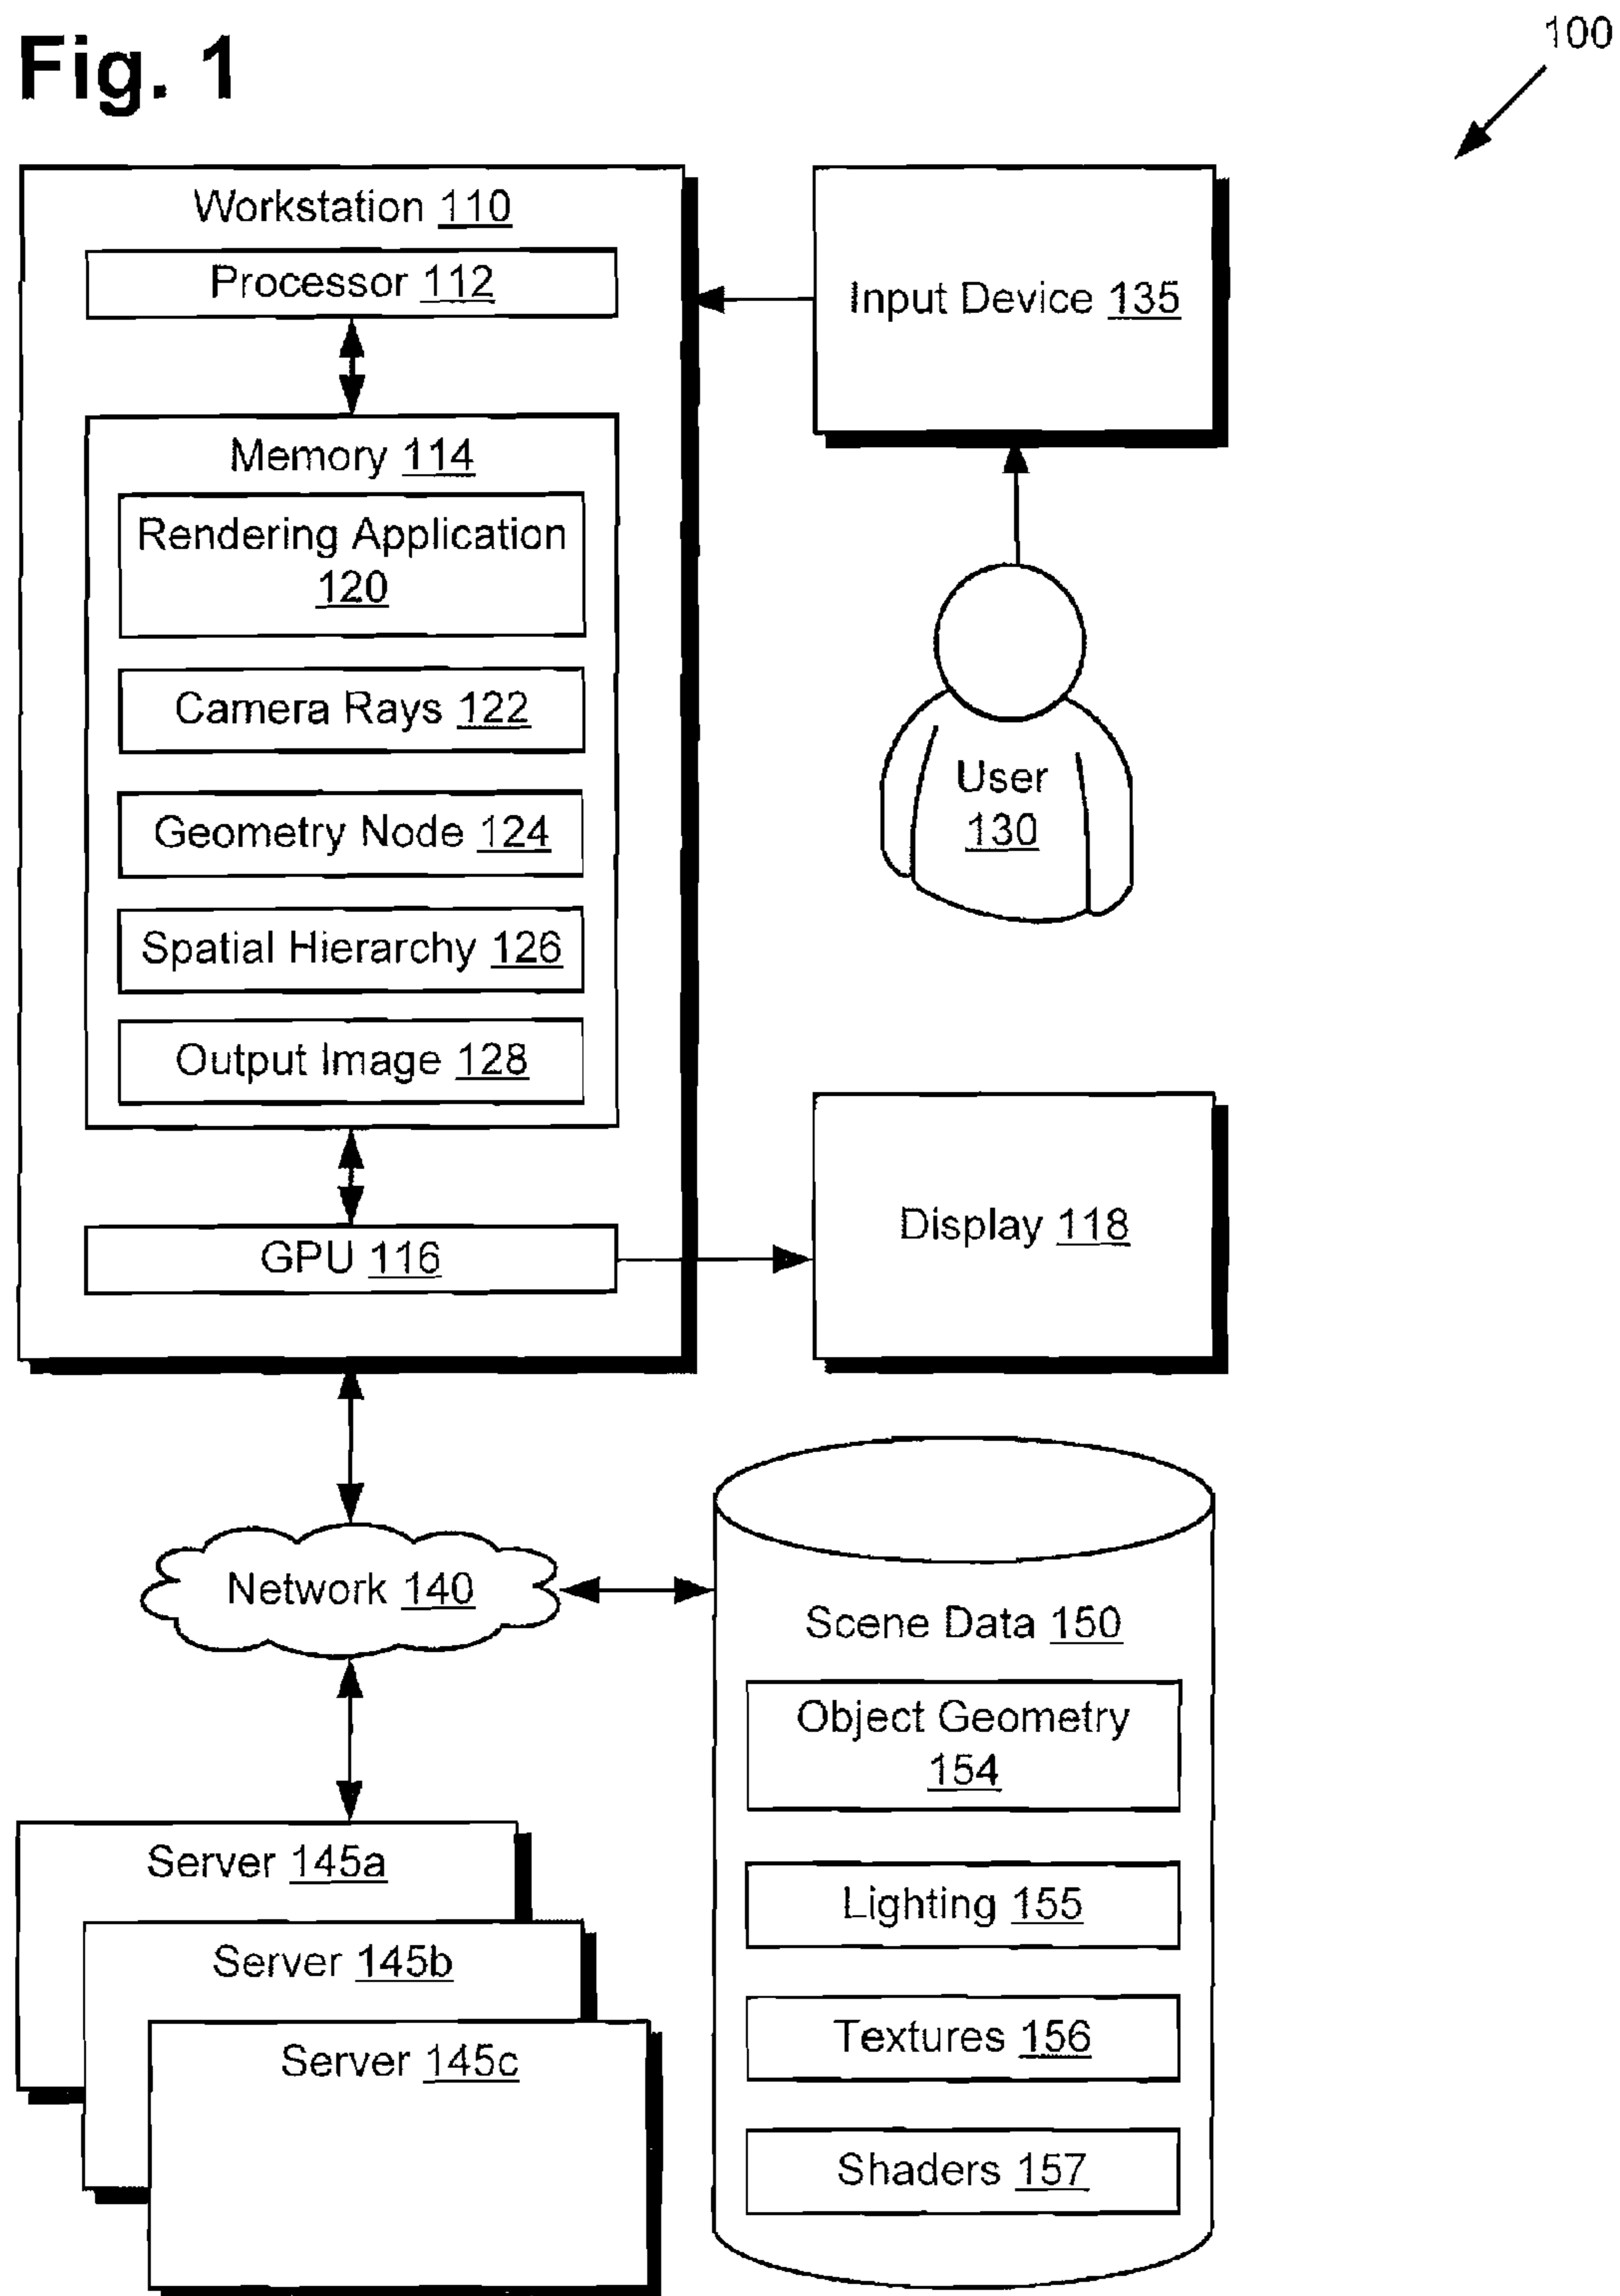 Fig. 1
100
Workstation 110
Processor 112
Memory 114
Rendering Application
120
Camera Rays 122
Geometry Node 124
Spatial Hierarchy 126
Output Image 128
GPU 116
Input Device 135
User
130
Display 118
Network 140
Scene Data 150
Object Geometry
154
Lighting 155
Textures 156
Shaders 157
Server 145a
Server 145b
Server 145c